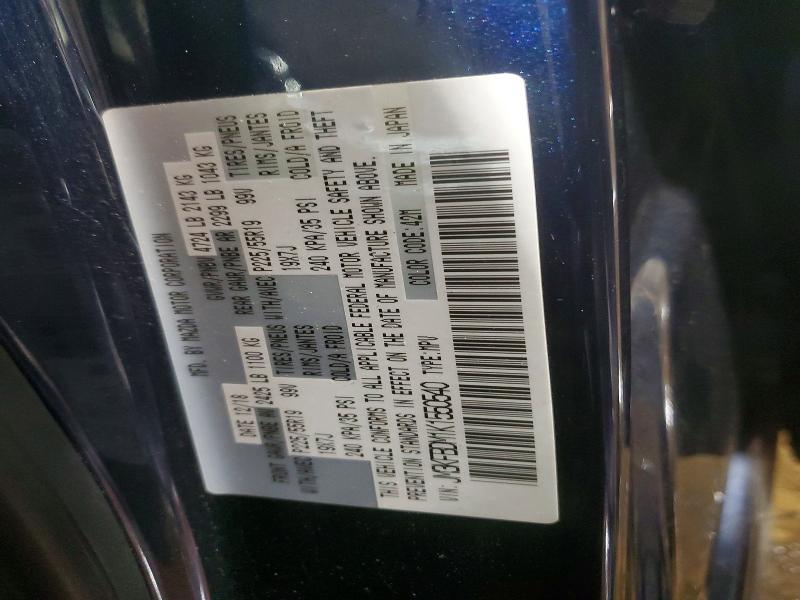 MFD. BY MAZDA MOTOR CORPORATION
DATE: 12/18 GVWR/PNBV 4724 LB 2143 KG
FRONT GAWR/PNBE AV 2425 LB 1100 KG REAR GAWR/PNBE AR 2299 LB 1043 KG
WITH/AVEC P225/55R19 99V TIRES/PNEUS WITH/AVEC P225/55R19 99V TIRES/PNEUS
19X7J RIMS/JANTES 19X7J RIMS/JANTES
240 KPA/35 PSI COLD/A FROID 240 KPA/35 PSI COLD/A FROID
THIS VEHICLE CONFORMS TO ALL APPLICABLE FEDERAL MOTOR VEHICLE SAFETY AND THEFT
PREVENTION STANDARDS IN EFFECT ON THE DATE OF MANUFACTURE SHOWN ABOVE.
VIN: TYPE:MPV COLOR CODE:42M MADE IN JAPAN